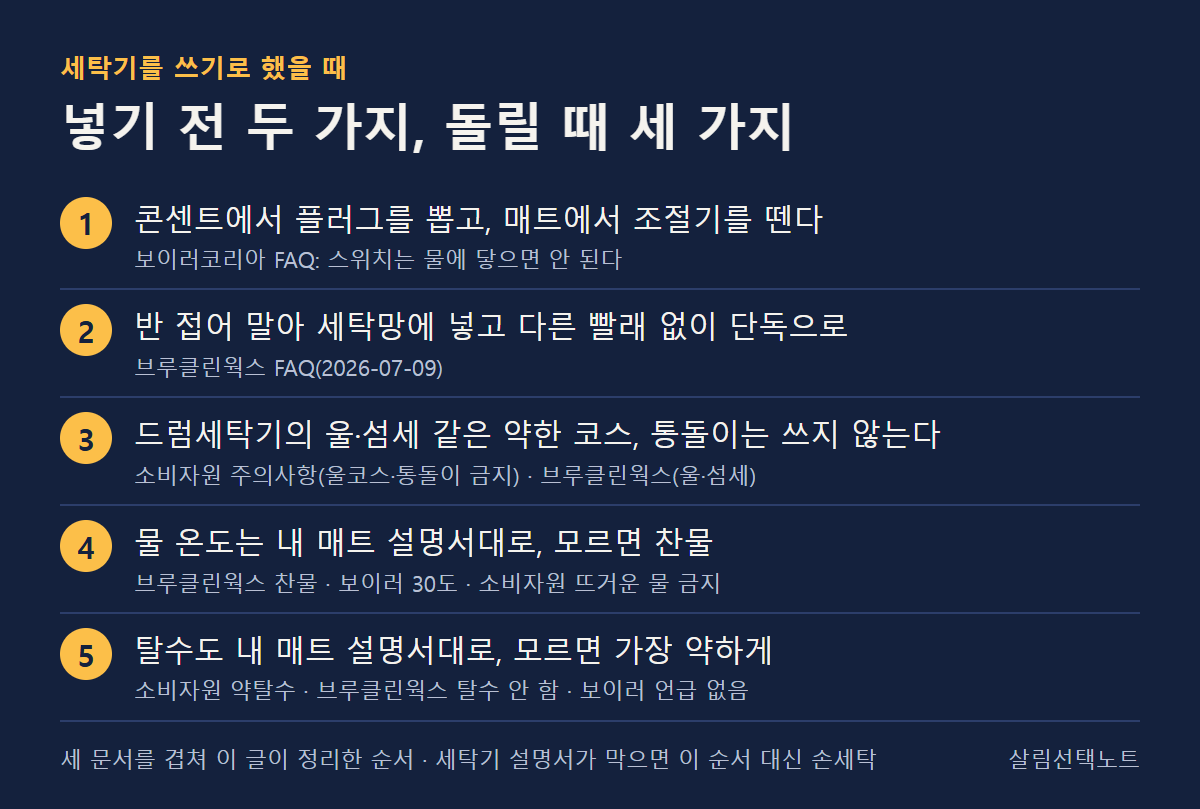 세탁기를 쓰기로 했을 때
넣기 전 두 가지, 돌릴 때 세 가지
1 콘센트에서 플러그를 뽑고, 매트에서 조절기를 뗀다
보이러코리아 FAQ: 스위치는 물에 닿으면 안 된다
2 반 접어 말아 세탁망에 넣고 다른 빨래 없이 단독으로
브루클린웍스 FAQ(2026-07-09)
3 드럼세탁기의 울·섬세 같은 약한 코스, 통돌이는 쓰지 않는다
소비자원 주의사항(울코스·통돌이 금지) · 브루클린웍스(울·섬세)
4 물 온도는 내 매트 설명서대로, 모르면 찬물
브루클린웍스 찬물 · 보이러 30도 · 소비자원 뜨거운 물 금지
5 탈수도 내 매트 설명서대로, 모르면 가장 약하게
소비자원 약탈수 · 브루클린웍스 탈수 안 함 · 보이러 언급 없음
세 문서를 겹쳐 이 글이 정리한 순서 · 세탁기 설명서가 막으면 이 순서 대신 손세탁 살림선택노트